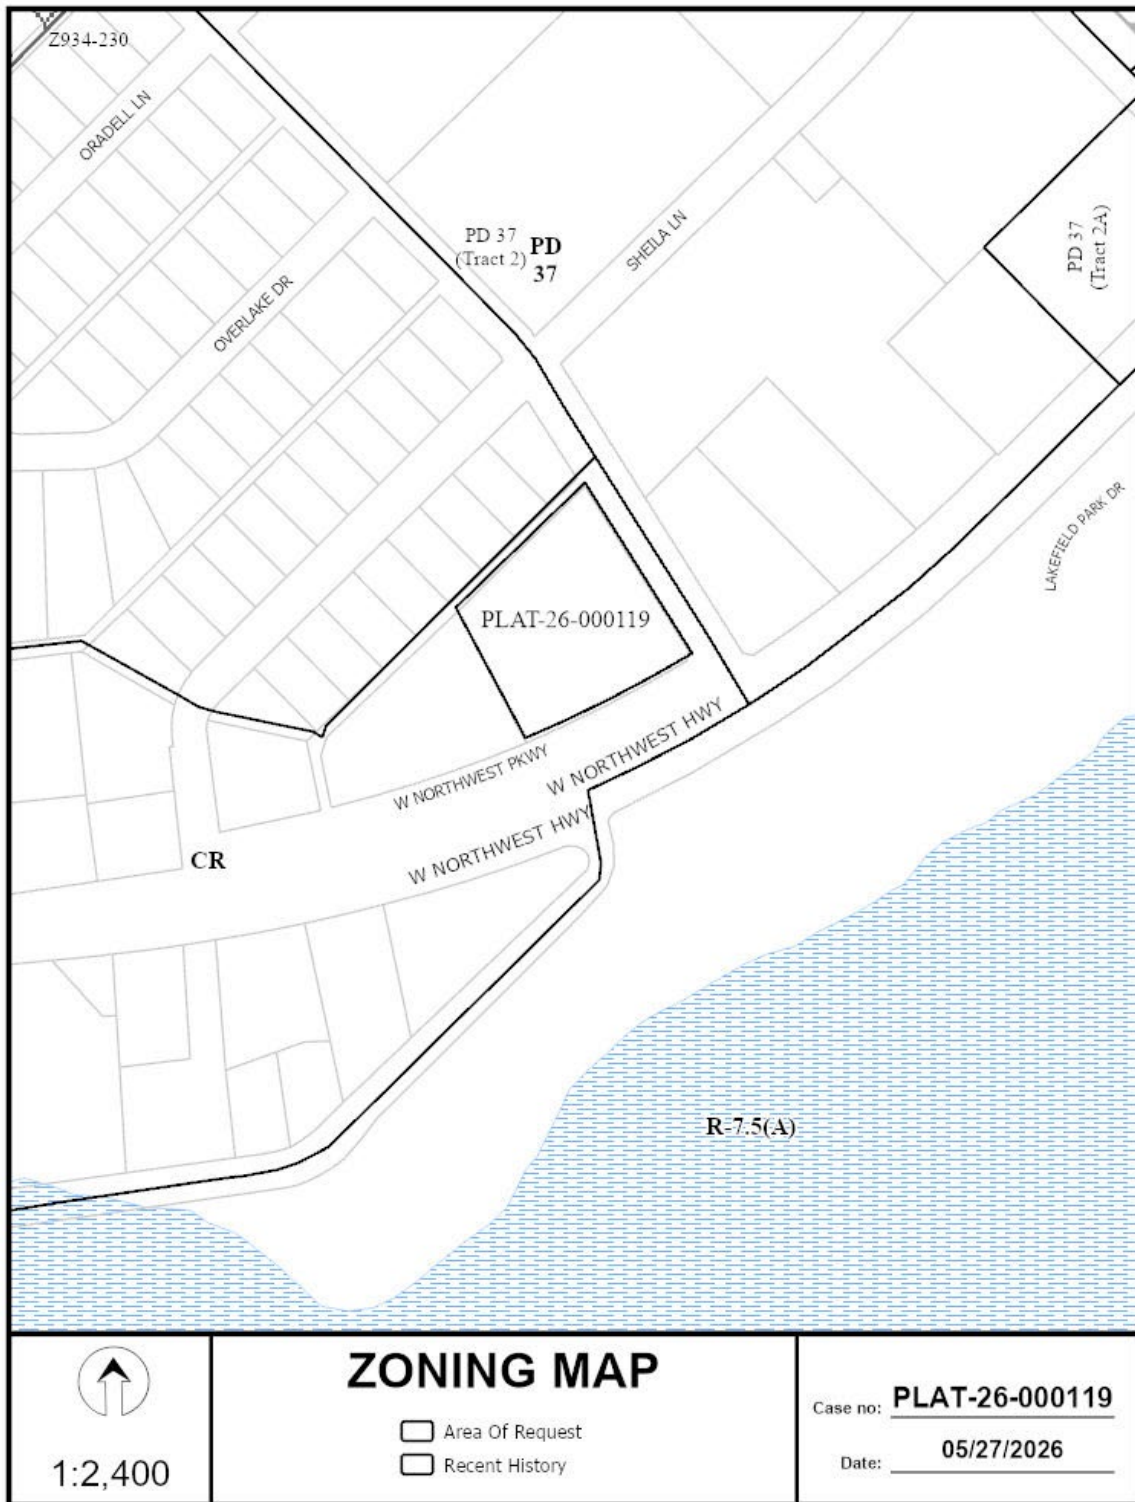 Z934-230
ORADELL LN
PD 37
(Tract 2)
PD
37
SHEILA LN
PD 37
(Tract 2A)
OVERLAKE DR
LAKEFIELD PARK DR
PLAT-26-000119
W NORTHWEST HWY
W NORTHWEST PKWY
W NORTHWEST HWY
CR
R-7.5(A)
1:2,400
ZONING MAP
Area Of Request
Recent History
Case no: PLAT-26-000119
Date: 05/27/2026